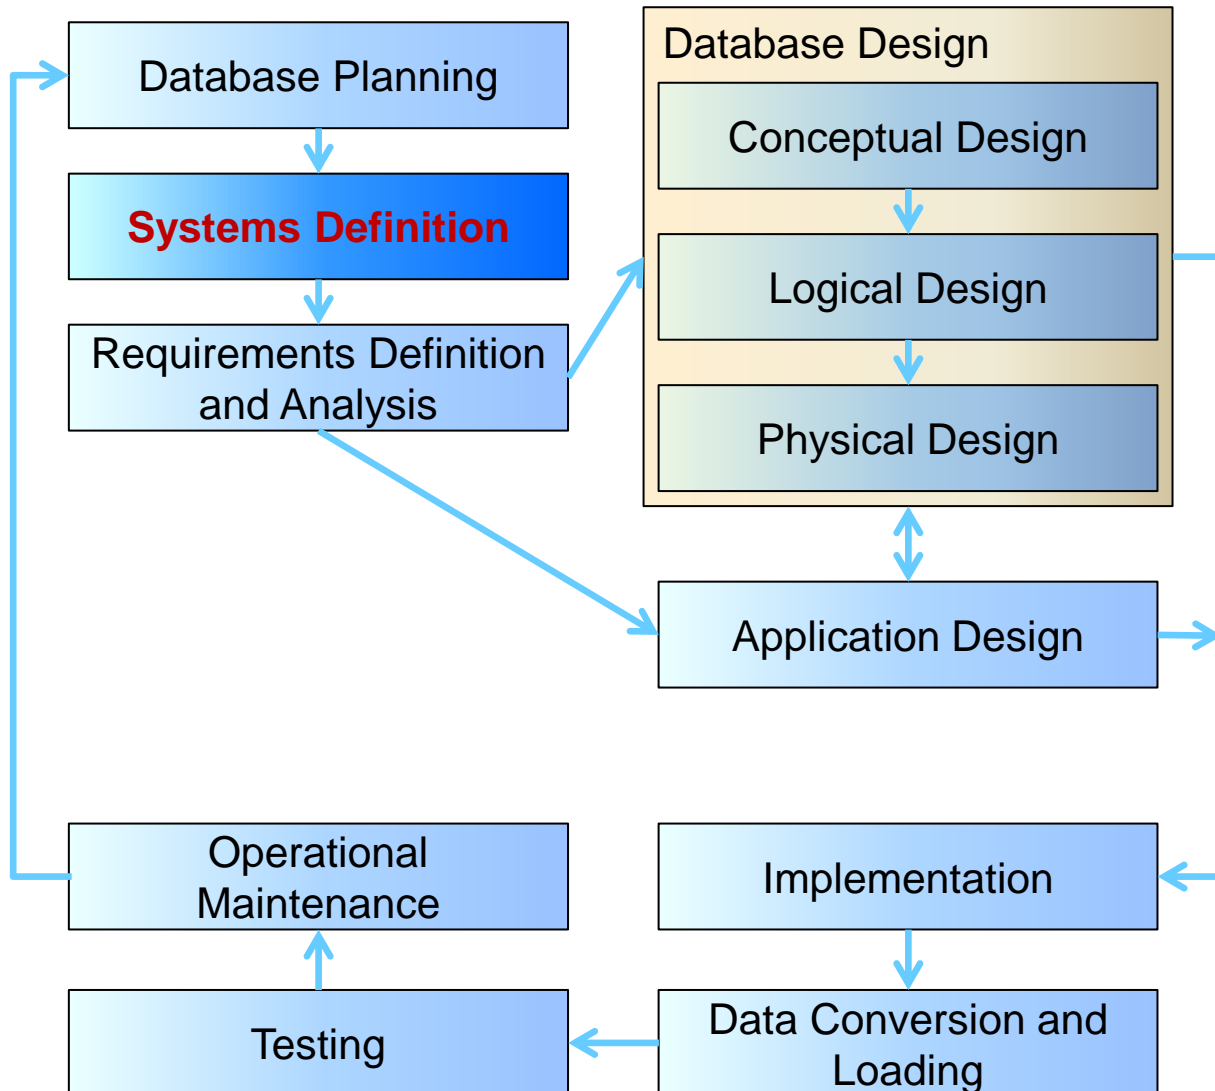 Database Planning
Systems Definition
Requirements Definition
and Analysis
Database Design
Conceptual Design
Logical Design
Physical Design
Application Design
Implementation
Data Conversion and
Loading
Testing
Operational
Maintenance